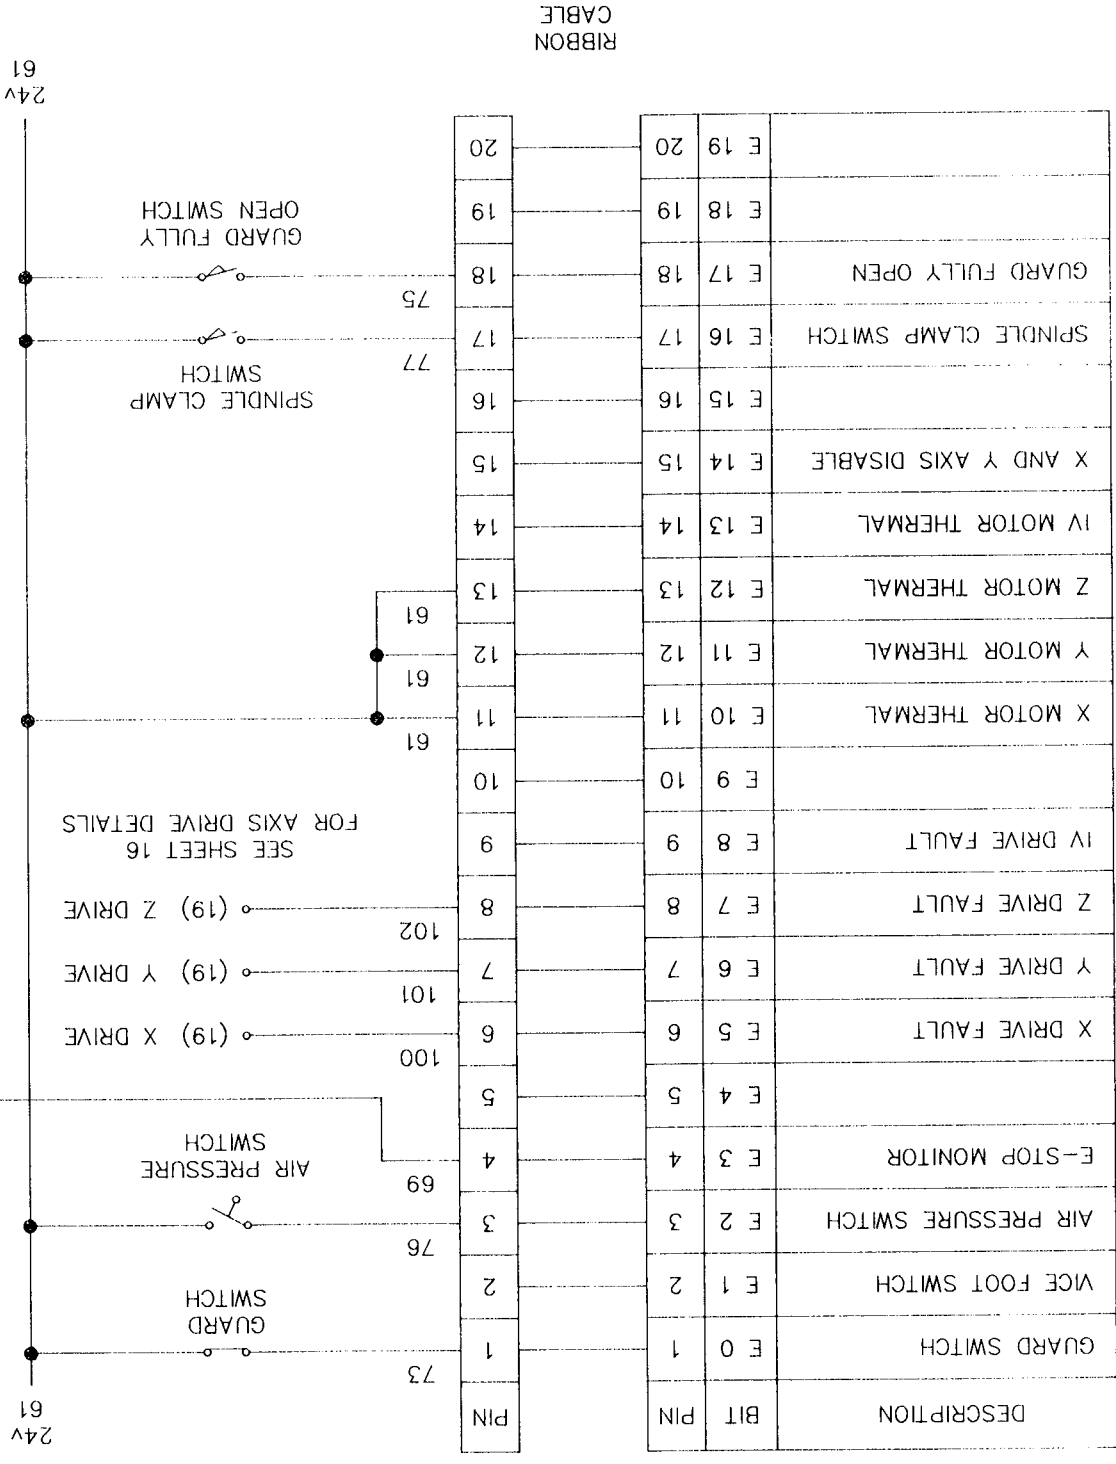 24v
61
DESCRIPTION BIT PIN PIN
GUARD SWITCH E 0 1 1 73 GUARD SWITCH
VICE FOOT SWITCH E 1 2 2
AIR PRESSURE SWITCH E 2 3 3 76 AIR PRESSURE SWITCH
E-STOP MONITOR E 3 4 4 69
E 4 5 5
X DRIVE FAULT E 5 6 6 100 (19) X DRIVE
Y DRIVE FAULT E 6 7 7 101 (19) Y DRIVE
Z DRIVE FAULT E 7 8 8 102 (19) Z DRIVE
IV DRIVE FAULT E 8 9 9 SEE SHEET 16
FOR AXIS DRIVE DETAILS
E 9 10 10
X MOTOR THERMAL E 10 11 11 61
Y MOTOR THERMAL E 11 12 12 61
Z MOTOR THERMAL E 12 13 13 61
IV MOTOR THERMAL E 13 14 14
X AND Y AXIS DISABLE E 14 15 15
E 15 16 16
SPINDLE CLAMP SWITCH E 16 17 17 77 SPINDLE CLAMP
SWITCH
GUARD FULLY OPEN E 17 18 18 75 GUARD FULLY
OPEN SWITCH
E 18 19 19
E 19 20 20
24v
61
RIBBON
CABLE